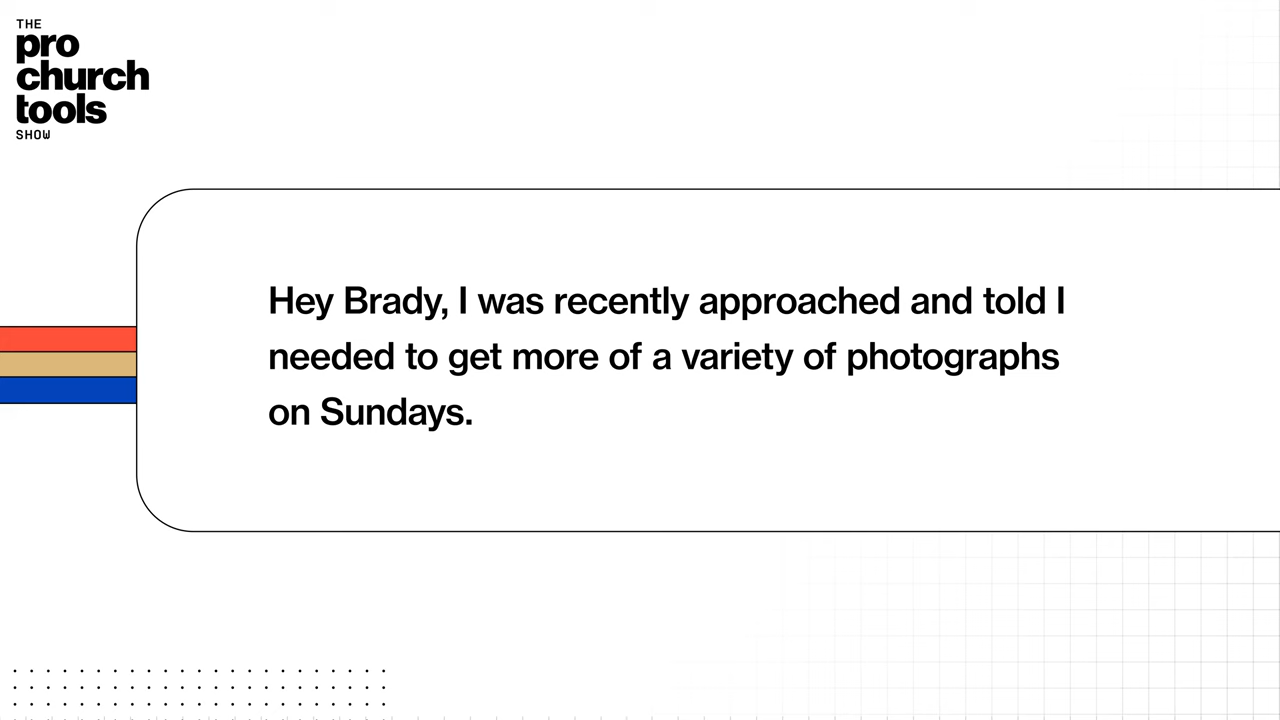 THE
pro
church
tools
SHOW
Hey Brady, I was recently approached and told I
needed to get more of a variety of photographs
on Sundays.